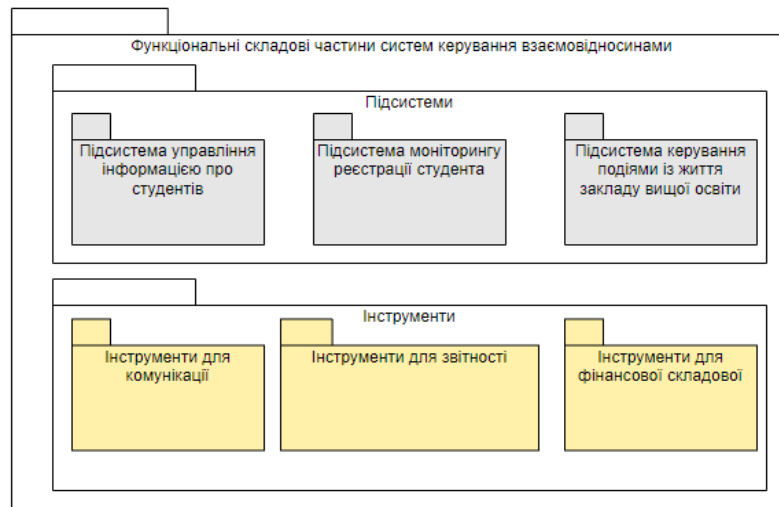 Функціональні складові частини систем керування взаємовідносинами
Підсистеми
Підсистема управління
інформацією про
студентів
Підсистема моніторингу
реєстрації студента
Підсистема керування
подіями із життя
закладу вищої освіти
Інструменти
Інструменти для
комунікації
Інструменти для звітності
Інструменти для
фінансової складової